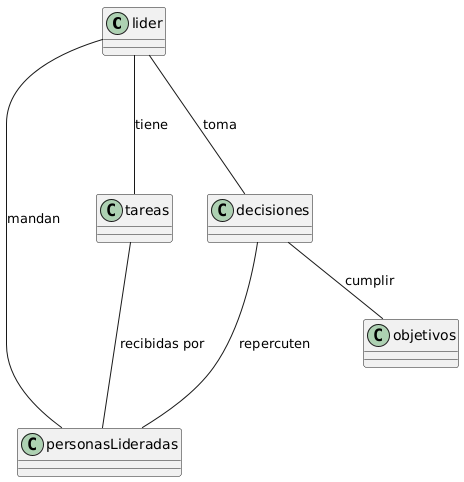 C lider
tiene
toma
C tareas
C decisiones
mandan
cumplir
recibidas por
repercuten
C objetivos
C personasLideradas